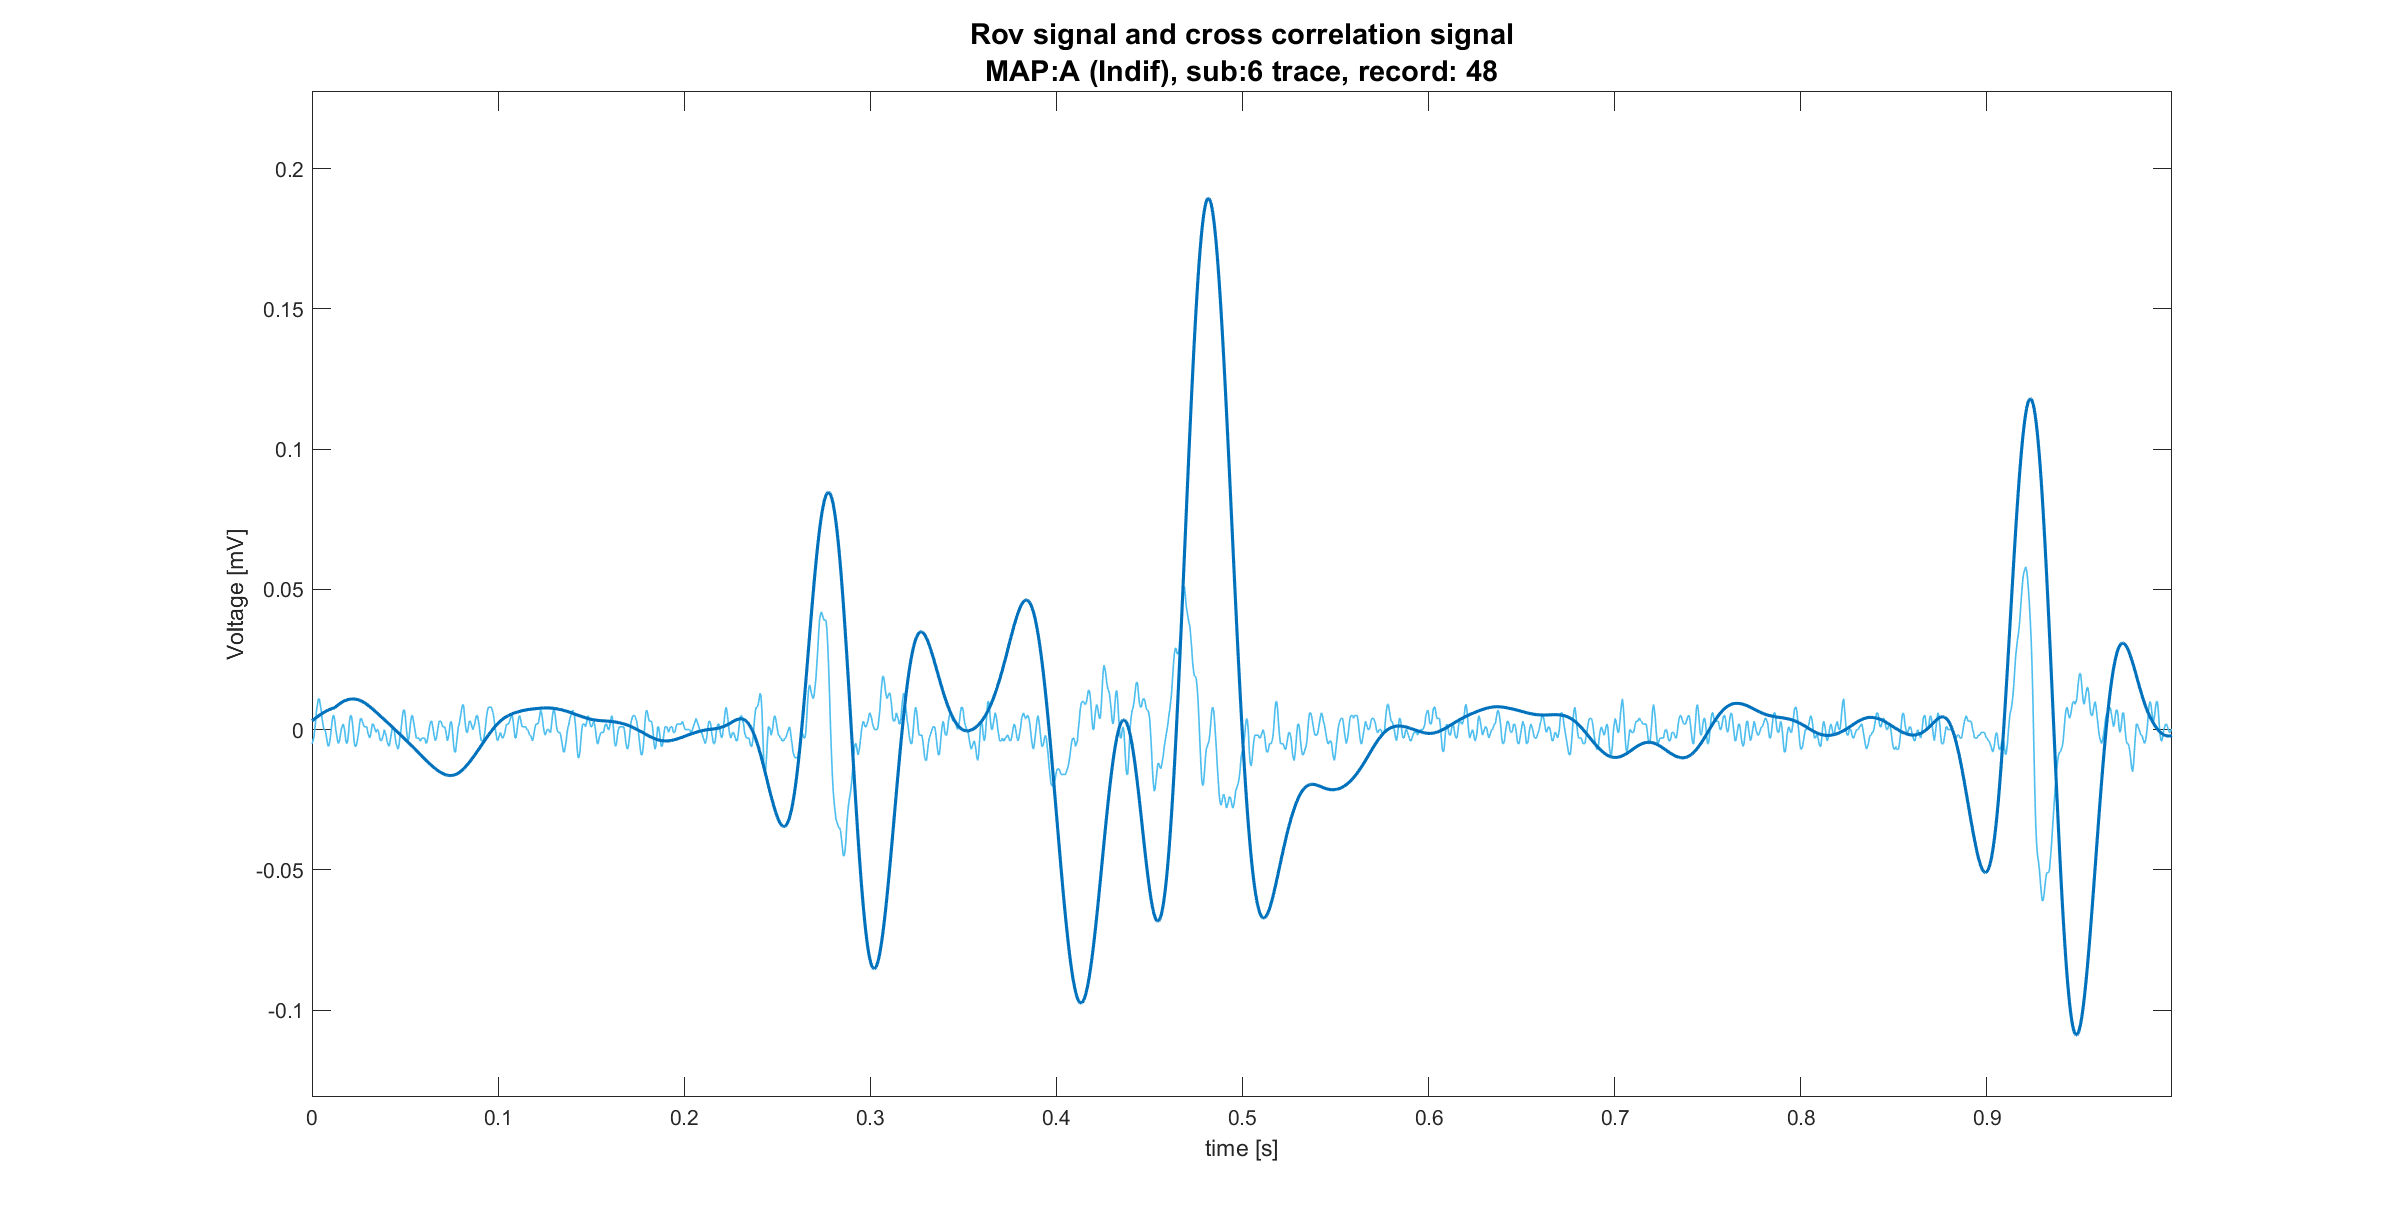 Rov signal and cross correlation signal
MAP:A (Indif), sub:6 trace, record: 48
0.2
0.15
0.1
0.05
0
-0.05
-0.1
Voltage [mV]
0 0.1 0.2 0.3 0.4 0.5 0.6 0.7 0.8 0.9
time [s]